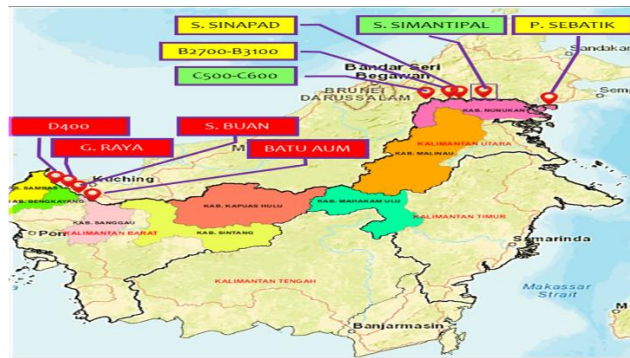 S. SINAPAD
S. SIMANTIPAL
P. SEBATIK
B2700-B3100
Sandakan
Bandar Seri
Begawan
C500-C600
BRUNEI
DARUSSALAM
KAB. NUNUKAN
D400
S. BUAN
KALIMANTAN UTARA
G. RAYA
BATU AUM
KAB. MALINAU
Kuching
KAB. SAMBAS
KAB. BENGKAYANG
KAB. KAPUAS HULU
KAB. MAHAKAM ULU
KAB. SANGGAU
KALIMANTAN TIMUR
Pon
KALIMANTAN BARAT
KAB. SINTANG
Samarinda
KALIMANTAN TENGAH
Makassar
Strait
Banjarmasin